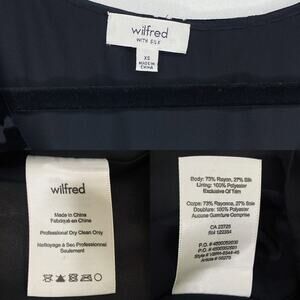 wilfred
WITH SILK
XS
MADE IN
CHINA
wilfred
Made in China
Fabriqué en Chine
Professional Dry Clean Only
Nettoyage à Sec Professionnel
Seulement
Body: 73% Rayon, 27% Silk
Lining: 100% Polyester
Exclusive Of Trim
Corps: 73% Rayonne, 27% Soie
Doublure: 100% Polyester
Aucune Garniture Comprise
CA 23725
RN 122354